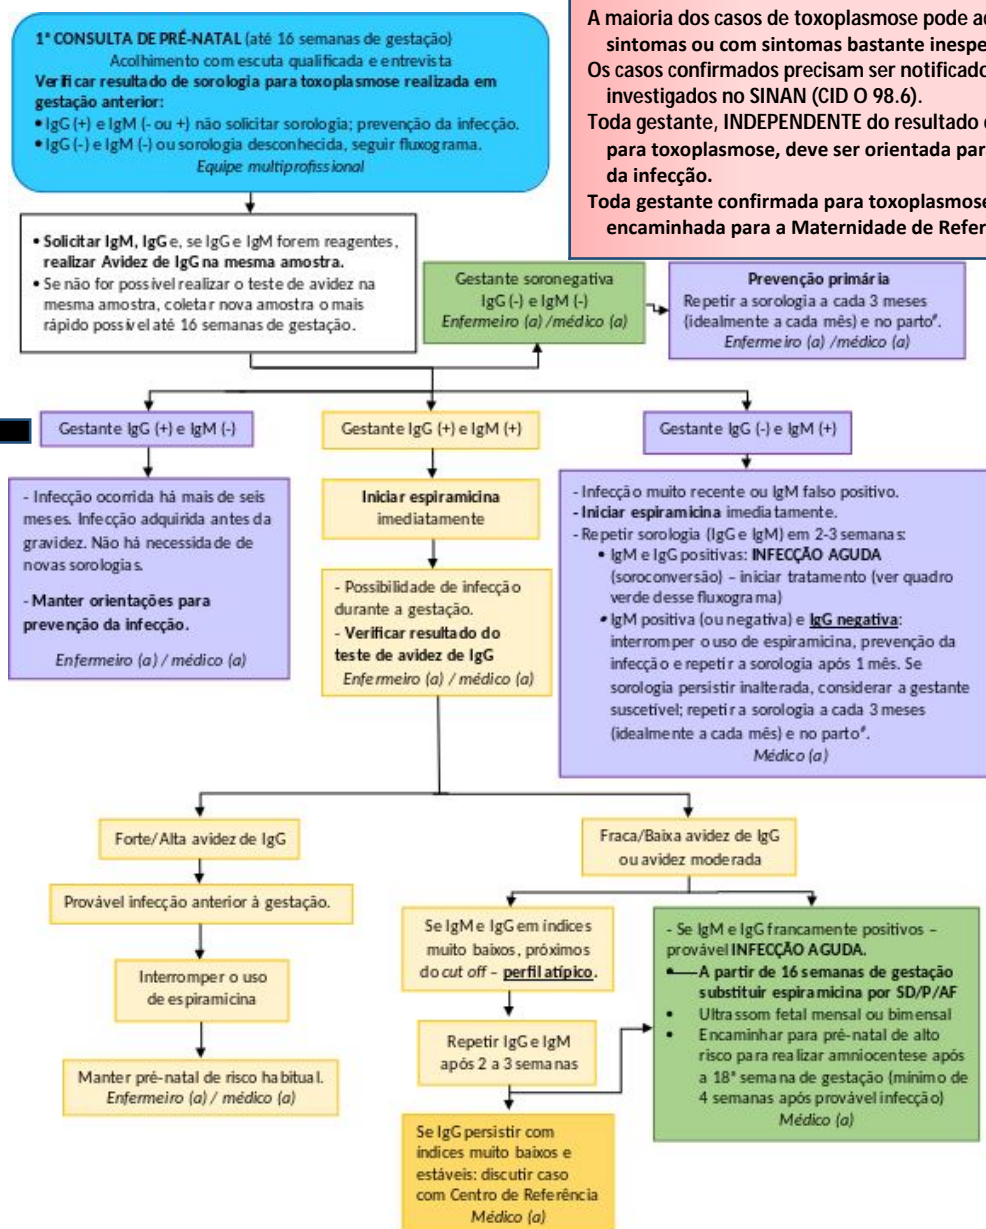 1ª CONSULTA DE PRÉ-NATAL (até 16 semanas de gestação)
Acolhimento com escuta qualificada e entrevista
Verificar resultado de sorologia para toxoplasmose realizada em
gestação anterior:
• IgG (+) e IgM (- ou +) não solicitar sorologia; prevenção da infecção.
• IgG (-) e IgM (-) ou sorologia desconhecida, seguir fluxograma.
Equipe multiprofissional
A maioria dos casos de toxoplasmose pode
sintomas ou com sintomas bastante
Os casos confirmados precisam ser
investigados no SINAN (CID O 98.6).
Toda gestante, INDEPENDENTE do resultado
para toxoplasmose, deve ser orientada
da infecção.
Toda gestante confirmada para toxoplasmose
encaminhada para a Maternidade de
• Solicitar IgM, IgG e, se IgG e IgM forem reagentes,
realizar Avidez de IgG na mesma amostra.
• Se não for possível realizar o teste de avidez na
mesma amostra, coletar nova amostra o mais
rápido possível até 16 semanas de gestação.
Gestante soronegativa
IgG (-) e IgM (-)
Enfermeiro (a) /médico (a)
Prevenção primária
Repetir a sorologia a cada 3 meses
(idealmente a cada mês) e no parto#.
Enfermeiro (a) /médico (a)
Gestante IgG (+) e IgM (-)
Gestante IgG (+) e IgM (+)
Gestante IgG (-) e IgM (+)
- Infecção ocorrida há mais de seis
meses. Infecção adquirida antes da
gravidez. Não há necessidade de
novas sorologias.
- Manter orientações para
prevenção da infecção.
Enfermeiro (a) / médico (a)
Iniciar espiramicina
imediatamente
- Possibilidade de infecção
durante a gestação.
- Verificar resultado do
teste de avidez de IgG
Enfermeiro (a) / médico (a)
- Infecção muito recente ou IgM falso positivo.
- Iniciar espiramicina imediatamente.
- Repetir sorologia (IgG e IgM) em 2-3 semanas:
• IgM e IgG positivas: INFECÇÃO AGUDA
(soroconversão) – iniciar tratamento (ver quadro
verde desse fluxograma)
• IgM positiva (ou negativa) e IgG negativa:
interromper o uso de espiramicina, prevenção da
infecção e repetir a sorologia após 1 mês. Se
sorologia persistir inalterada, considerar a gestante
suscetível; repetir a sorologia a cada 3 meses
(idealmente a cada mês) e no parto#.
Médico (a)
Forte/Alta avidez de IgG
Provável infecção anterior à gestação.
Interromper o uso
de espiramicina
Manter pré-natal de risco habitual.
Enfermeiro (a) / médico (a)
Fraca/Baixa avidez de IgG
ou avidez moderada
Se IgM e IgG em índices
muito baixos, próximos
do cut off – perfil atípico.
Repetir IgG e IgM
após 2 a 3 semanas
Se IgG persistir com
índices muito baixos e
estáveis: discutir caso
com Centro de Referência
Médico (a)
- Se IgM e IgG francamente positivos –
provável INFECÇÃO AGUDA.
• A partir de 16 semanas de gestação
substituir espiramicina por SD/P/AF
• Ultrassom fetal mensal ou bimensal
• Encaminhar para pré-natal de alto
risco para realizar amniocentese após
a 18ª semana de gestação (mínimo de
4 semanas após provável infecção)
Médico (a)